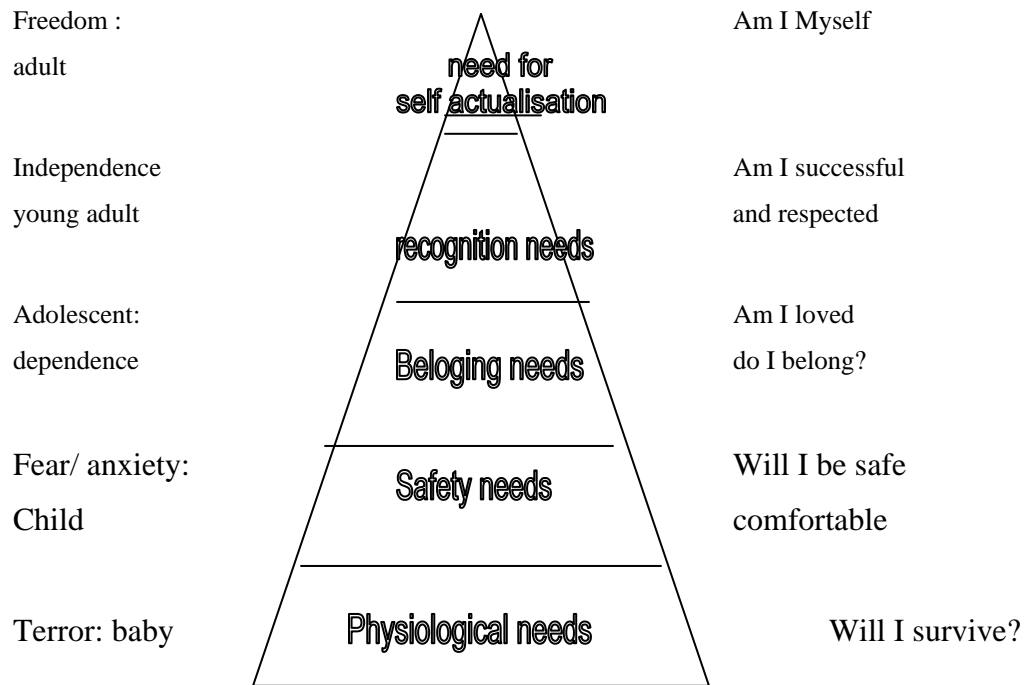 Freedom :
adult
need for
self actualisation
Am I Myself
Independence
young adult
recognition needs
Am I successful
and respected
Adolescent:
dependence
Beloging needs
Am I loved
do I belong?
Fear/ anxiety:
Child
Safety needs
Will I be safe
comfortable
Terror: baby
Physiological needs
Will I survive?